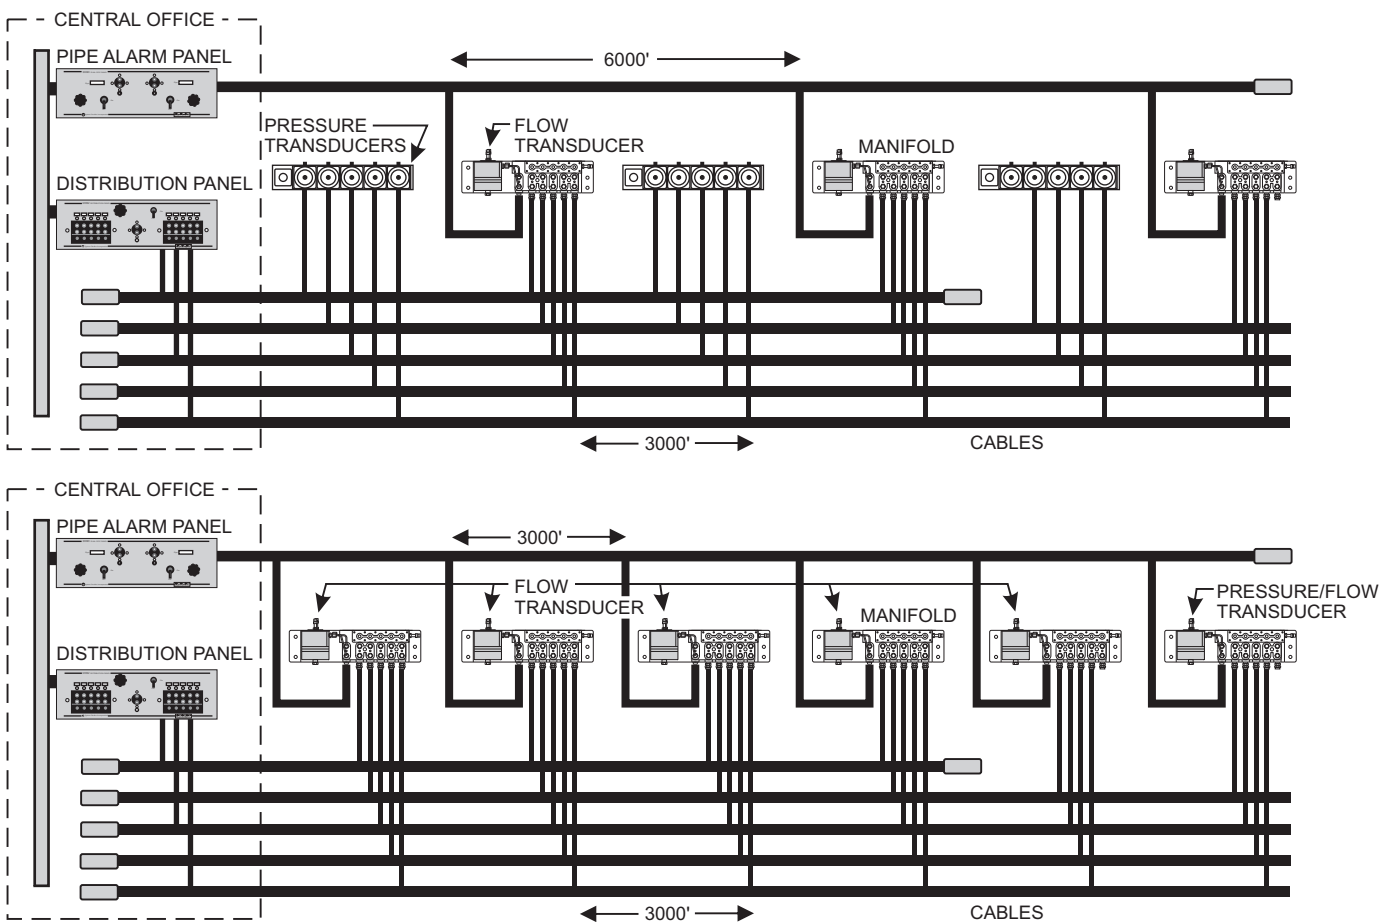 CENTRAL OFFICE
PIPE ALARM PANEL
6000'
PRESSURE
TRANSDUCERS
FLOW
TRANSDUCER
MANIFOLD
DISTRIBUTION PANEL
3000'
CABLES
CENTRAL OFFICE
PIPE ALARM PANEL
3000'
FLOW
TRANSDUCER
MANIFOLD
PRESSURE/FLOW
TRANSDUCER
DISTRIBUTION PANEL
3000'
CABLES